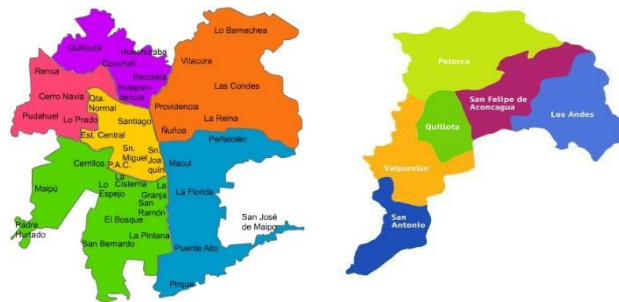 Lo Barnechea
Quilicura
Huechuraba
Conchalí
Vitacura
Renca
Recoleta
Las Condes
Cerro Navia
Qta.
Normal
Indepen-
dencia
Providencia
Pudahuel
Lo Prado
Santiago
La Reina
Est. Central
Ñuñoa
Sn.
Miguel
Sn.
Joa
quín
Peñalolén
Cerrillos
P.A.C.
Macul
Maipú
La
Cisterna
Lo
Espejo
La
Granja
San
Ramón
La Florida
El Bosque
Padre
Hurtado
San Bernardo
La Pintana
San José
de Maipo
Puente Alto
Pirque
Petorca
San Felipe de
Aconcagua
Los Andes
Quillota
Valparaíso
San
Antonio